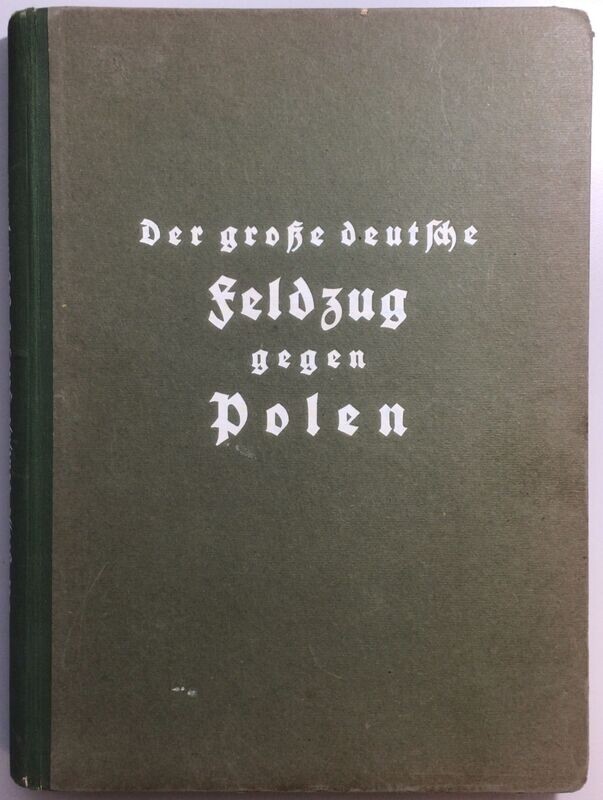 Der große deutsche
Feldzug
gegen
Polen